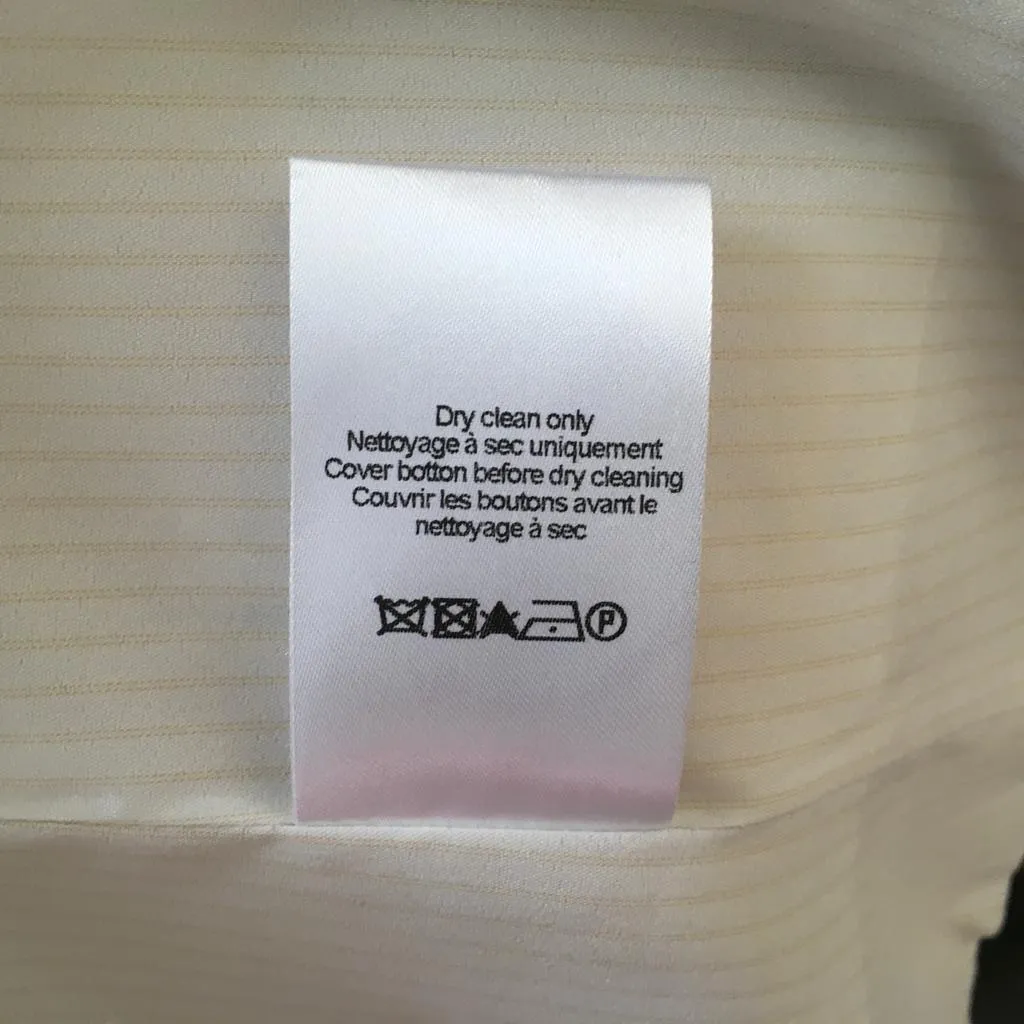 Dry clean only
Nettoyage à sec uniquement
Cover botton before dry cleaning
Couvrir les boutons avant le
nettoyage à sec
P